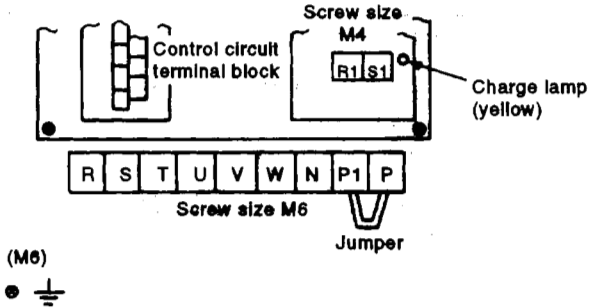 Screw size
M4
Control circuit
terminal block
R1 S1
Charge lamp
(yellow)
R S T U V W N P1 P
Screw size M6
Jumper
(M6)